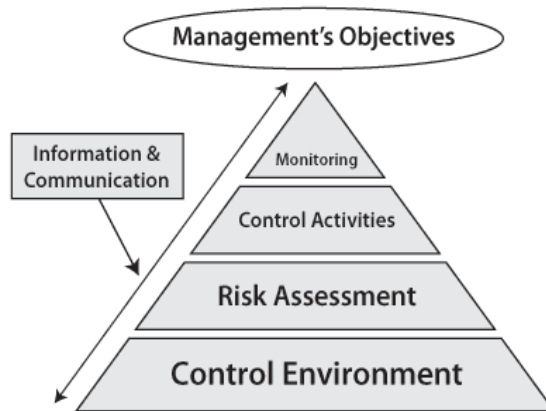 Management's Objectives
Information &
Communication
Monitoring
Control Activities
Risk Assessment
Control Environment